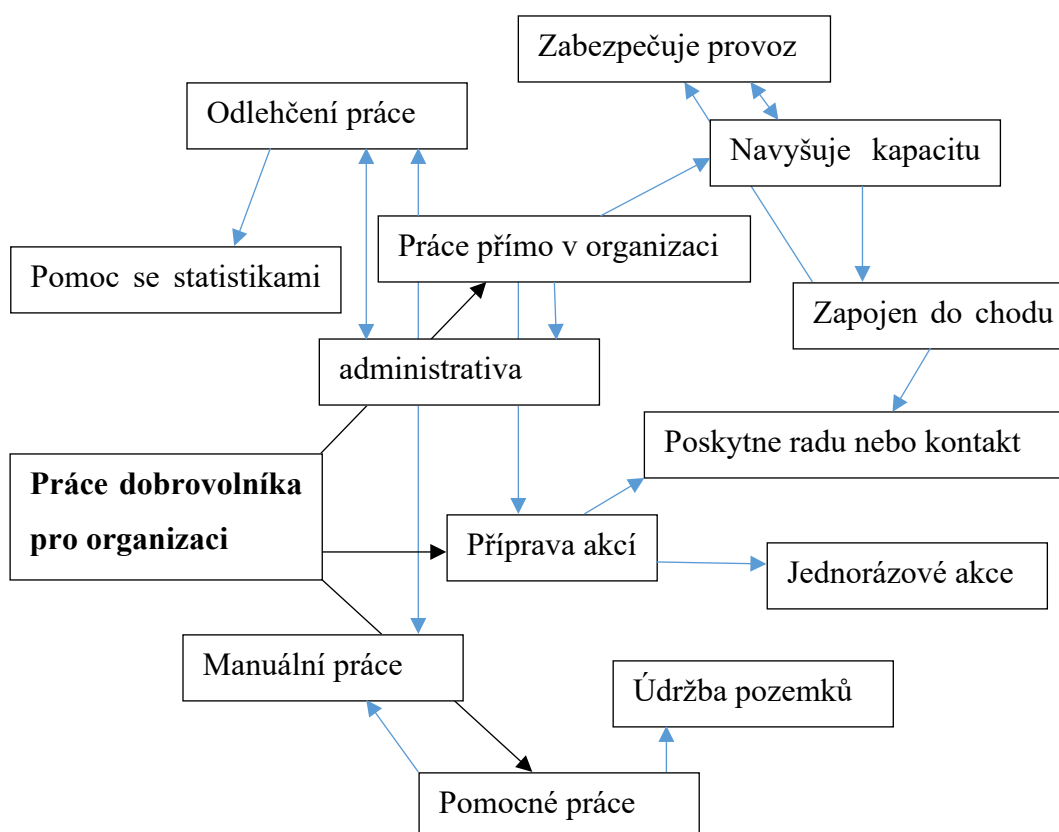 Zabezpečuje provoz
Odlehčení práce
Navyšuje kapacitu
Práce přímo v organizaci
Pomoc se statistikami
Zapojen do chodu
administrativa
Poskytne radu nebo kontakt
Práce dobrovolníka
pro organizaci
Příprava akcí
Jednorázové akce
Manuální práce
Údržba pozemků
Pomocné práce